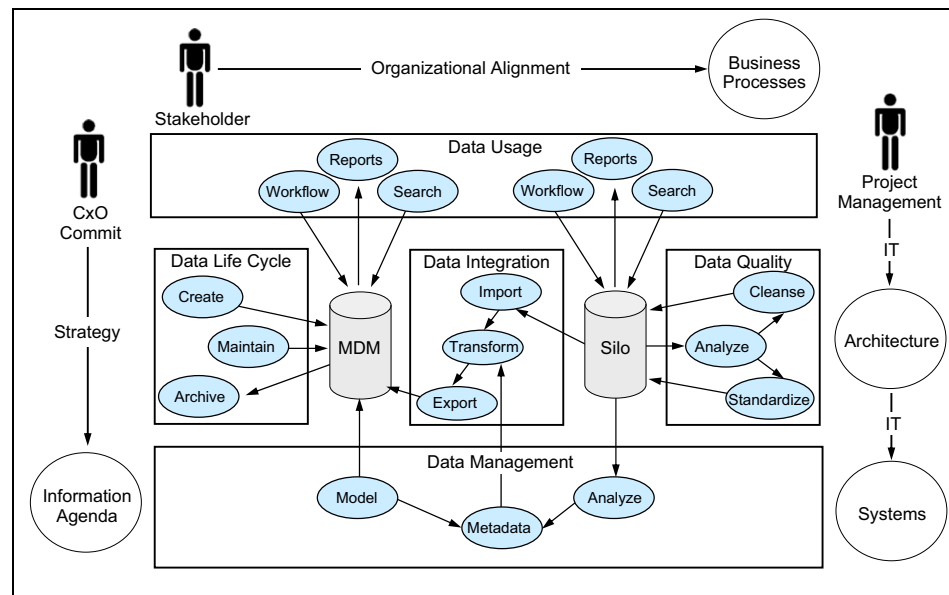 Organizational Alignment
Business
Processes
Stakeholder
CxO
Commit
Strategy
Information
Agenda
Data Usage
Workflow
Reports
Search
Workflow
Reports
Search
Data Life Cycle
Create
Maintain
Archive
MDM
Data Integration
Import
Transform
Export
Silo
Data Quality
Cleanse
Analyze
Standardize
Data Management
Model
Metadata
Analyze
Project
Management
IT
Architecture
IT
Systems